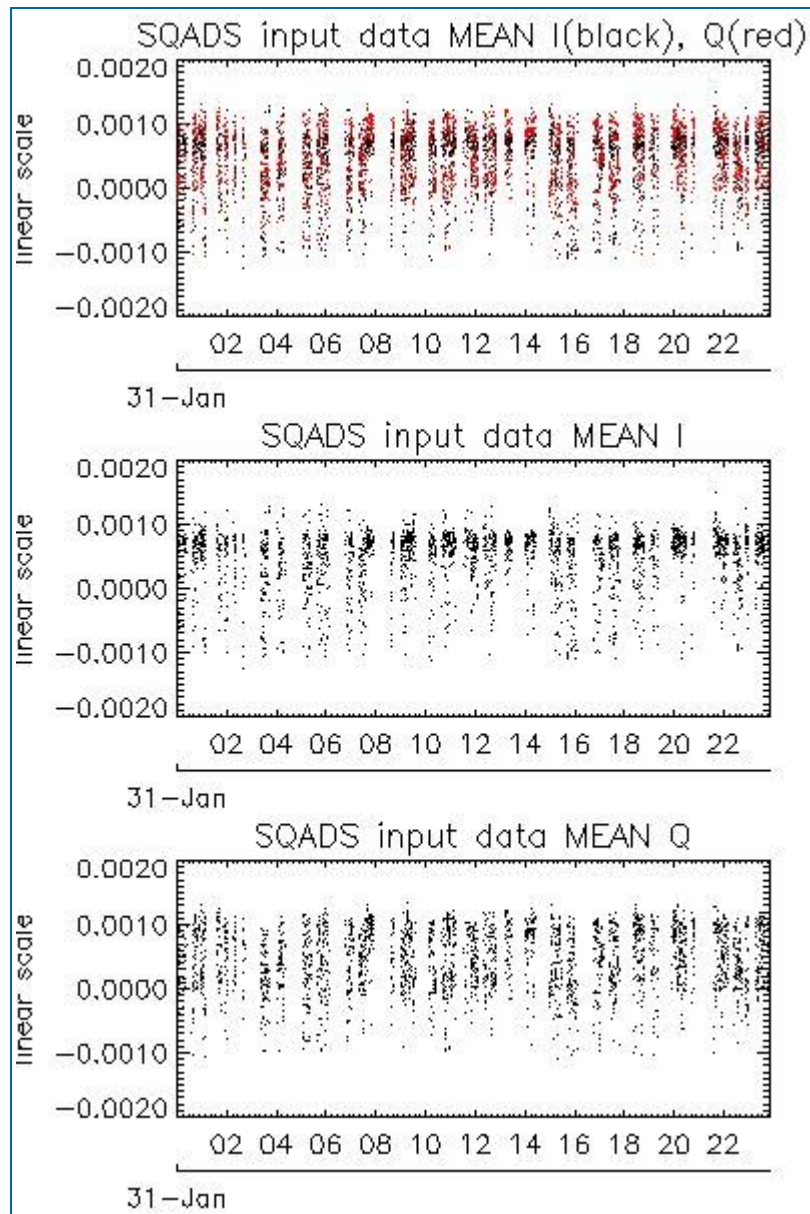 SQADS input data MEAN I(black), Q(red)
linear scale
0.0020
0.0010
0.0000
−0.0010
−0.0020
02 04 06 08 10 12 14 16 18 20 22
31−Jan
SQADS input data MEAN I
linear scale
0.0020
0.0010
0.0000
−0.0010
−0.0020
02 04 06 08 10 12 14 16 18 20 22
31−Jan
SQADS input data MEAN Q
linear scale
0.0020
0.0010
0.0000
−0.0010
−0.0020
02 04 06 08 10 12 14 16 18 20 22
31−Jan